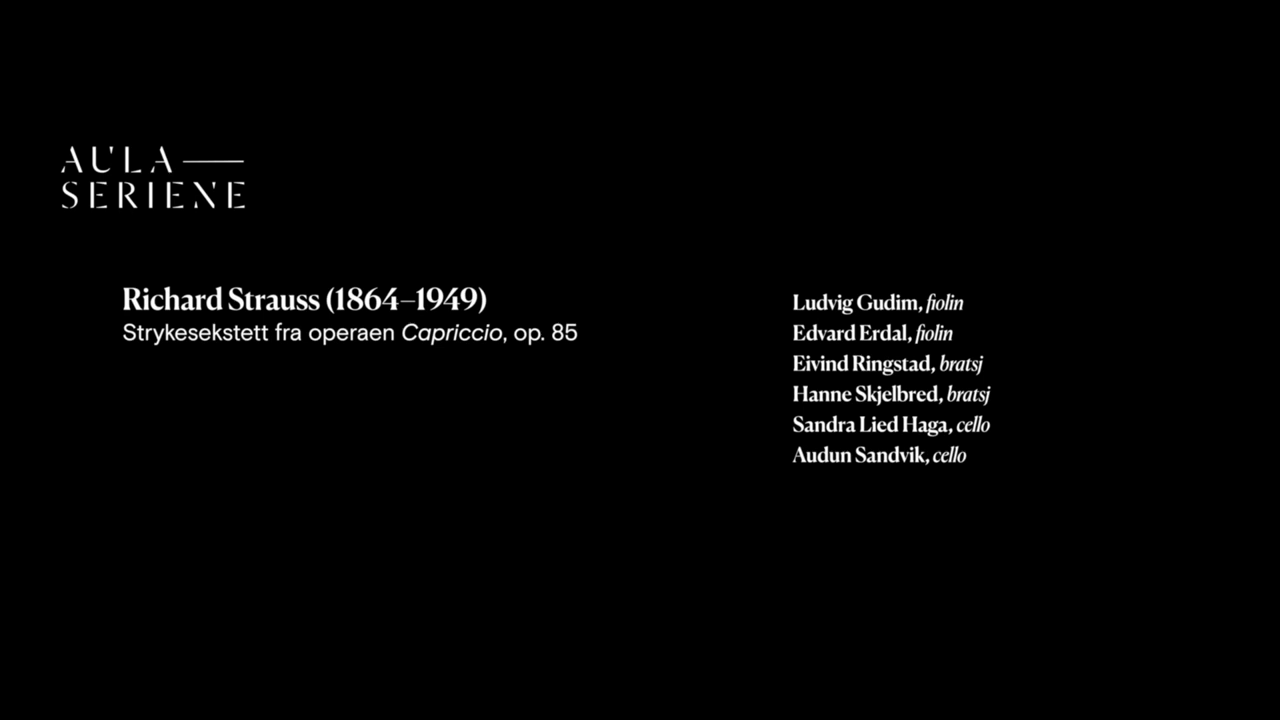 AULA
SERIENE
Richard Strauss (1864–1949)
Strykesekstett fra operaen Capriccio, op. 85
Ludvig Gudim, fiolin
Edvard Erdal, fiolin
Eivind Ringstad, bratsj
Hanne Skjelbred, bratsj
Sandra Lied Haga, cello
Audun Sandvik, cello